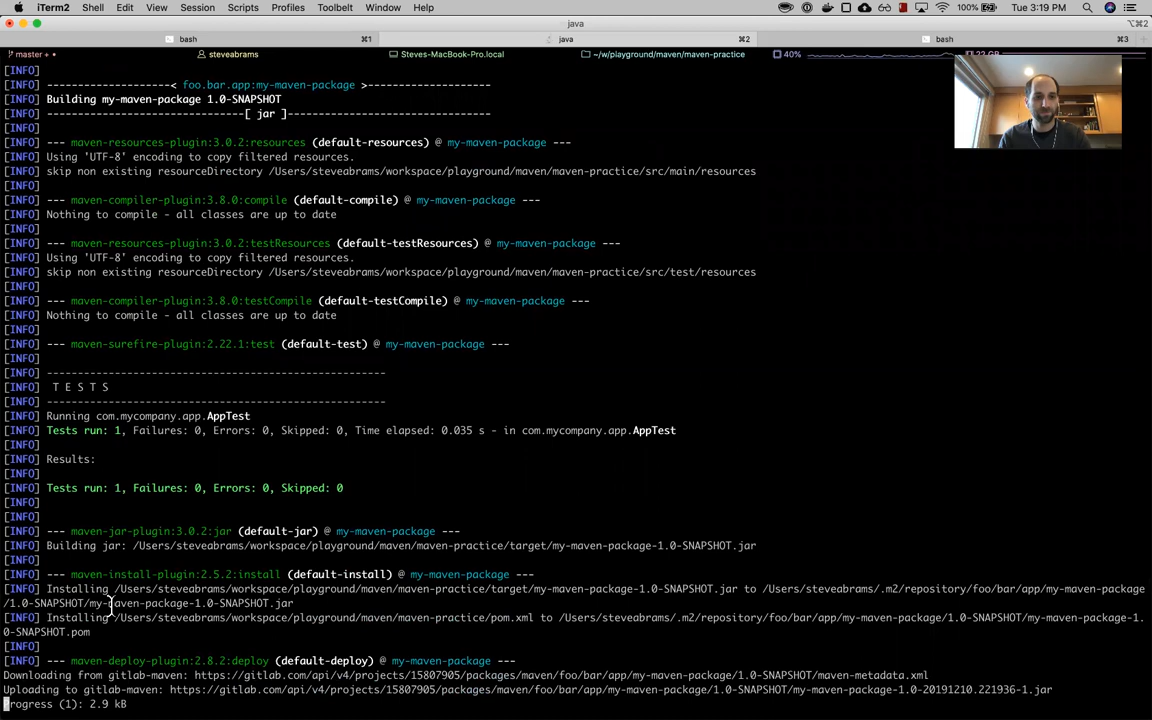 iTerm2 Shell Edit View Session Scripts Profiles Toolbelt Window Help 100% Tue 3:19 PM
java ⌥⌘2
bash ⌘1 java ⌘2 bash ⌘3
master + • steveabrams Steves-MacBook-Pro.local ~/w/playground/maven/maven-practice 40% 22 GB
[INFO]
[INFO] -------------------< foo.bar.app:my-maven-package >-------------------
[INFO] Building my-maven-package 1.0-SNAPSHOT
[INFO] --------------------------------[ jar ]---------------------------------
[INFO]
[INFO] --- maven-resources-plugin:3.0.2:resources (default-resources) @ my-maven-package ---
[INFO] Using 'UTF-8' encoding to copy filtered resources.
[INFO] skip non existing resourceDirectory /Users/steveabrams/workspace/playground/maven/maven-practice/src/main/resources
[INFO]
[INFO] --- maven-compiler-plugin:3.8.0:compile (default-compile) @ my-maven-package ---
[INFO] Nothing to compile - all classes are up to date
[INFO]
[INFO] --- maven-resources-plugin:3.0.2:testResources (default-testResources) @ my-maven-package ---
[INFO] Using 'UTF-8' encoding to copy filtered resources.
[INFO] skip non existing resourceDirectory /Users/steveabrams/workspace/playground/maven/maven-practice/src/test/resources
[INFO]
[INFO] --- maven-compiler-plugin:3.8.0:testCompile (default-testCompile) @ my-maven-package ---
[INFO] Nothing to compile - all classes are up to date
[INFO]
[INFO] --- maven-surefire-plugin:2.22.1:test (default-test) @ my-maven-package ---
[INFO]
[INFO] -------------------------------------------------------
[INFO]  T E S T S
[INFO] -------------------------------------------------------
[INFO] Running com.mycompany.app.AppTest
[INFO] Tests run: 1, Failures: 0, Errors: 0, Skipped: 0, Time elapsed: 0.035 s - in com.mycompany.app.AppTest
[INFO]
[INFO] Results:
[INFO]
[INFO] Tests run: 1, Failures: 0, Errors: 0, Skipped: 0
[INFO]
[INFO]
[INFO] --- maven-jar-plugin:3.0.2:jar (default-jar) @ my-maven-package ---
[INFO] Building jar: /Users/steveabrams/workspace/playground/maven/maven-practice/target/my-maven-package-1.0-SNAPSHOT.jar
[INFO]
[INFO] --- maven-install-plugin:2.5.2:install (default-install) @ my-maven-package ---
[INFO] Installing /Users/steveabrams/workspace/playground/maven/maven-practice/target/my-maven-package-1.0-SNAPSHOT.jar to /Users/steveabrams/.m2/repository/foo/bar/app/my-maven-package
/1.0-SNAPSHOT/my-maven-package-1.0-SNAPSHOT.jar
[INFO] Installing /Users/steveabrams/workspace/playground/maven/maven-practice/pom.xml to /Users/steveabrams/.m2/repository/foo/bar/app/my-maven-package/1.0-SNAPSHOT/my-maven-package-1.
0-SNAPSHOT.pom
[INFO]
[INFO] --- maven-deploy-plugin:2.8.2:deploy (default-deploy) @ my-maven-package ---
Downloading from gitlab-maven: https://gitlab.com/api/v4/projects/15807905/packages/maven/foo/bar/app/my-maven-package/1.0-SNAPSHOT/maven-metadata.xml
Uploading to gitlab-maven: https://gitlab.com/api/v4/projects/15807905/packages/maven/foo/bar/app/my-maven-package/1.0-SNAPSHOT/my-maven-package-1.0-20191210.221936-1.jar
Progress (1): 2.9 kB